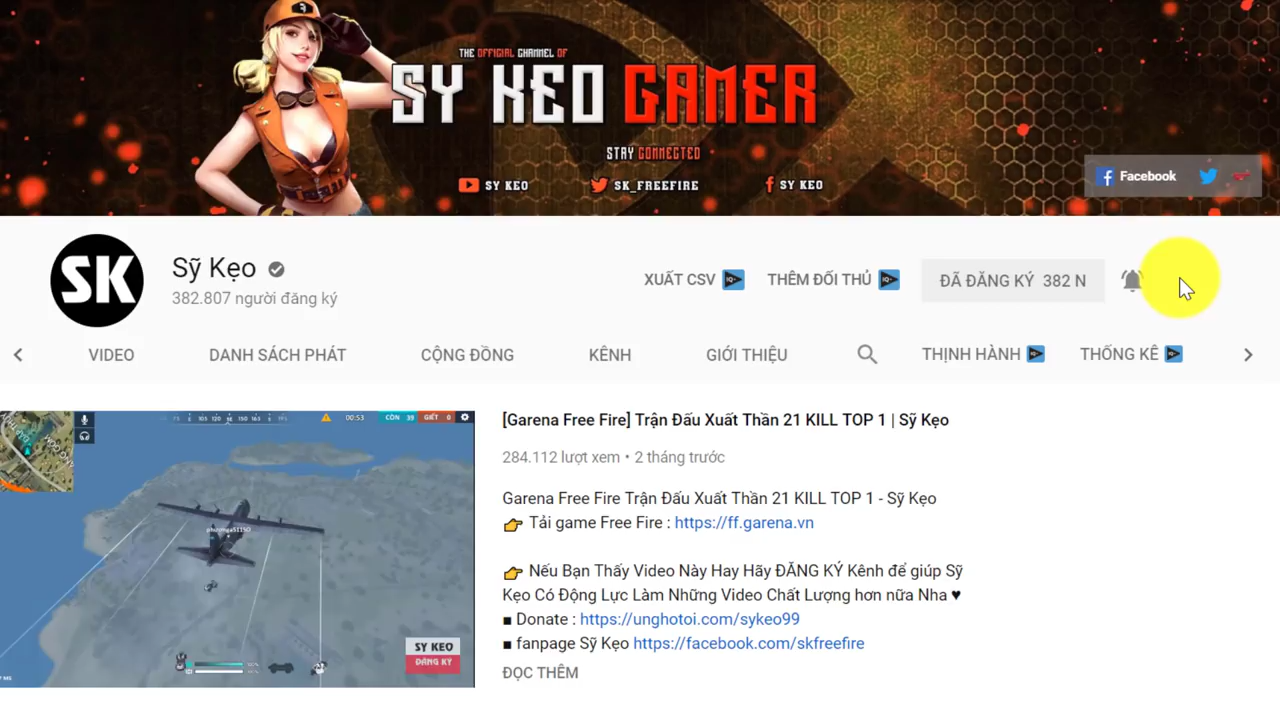 THE OFFICIAL CHANNEL OF
SY KEO GAMER
STAY CONNECTED
SY KEO
SK_FREEFIRE
SY KEO
Facebook
SK
Sỹ Kẹo
382.807 người đăng ký
XUẤT CSV
THÊM ĐỐI THỦ
ĐÃ ĐĂNG KÝ 382 N
VIDEO
DANH SÁCH PHÁT
CỘNG ĐỒNG
KÊNH
GIỚI THIỆU
THỊNH HÀNH
THỐNG KÊ
00:53
CÒN 39
GIẾT 0
SY KEO
ĐĂNG KÝ
[Garena Free Fire] Trận Đấu Xuất Thần 21 KILL TOP 1 | Sỹ Kẹo
284.112 lượt xem • 2 tháng trước
Garena Free Fire Trận Đấu Xuất Thần 21 KILL TOP 1 - Sỹ Kẹo
👉 Tải game Free Fire : https://ff.garena.vn
👉 Nếu Bạn Thấy Video Này Hay Hãy ĐĂNG KÝ Kênh để giúp Sỹ
Kẹo Có Động Lực Làm Những Video Chất Lượng hơn nữa Nha ♥
■ Donate : https://unghotoi.com/sykeo99
■ fanpage Sỹ Kẹo https://facebook.com/skfreefire
ĐỌC THÊM